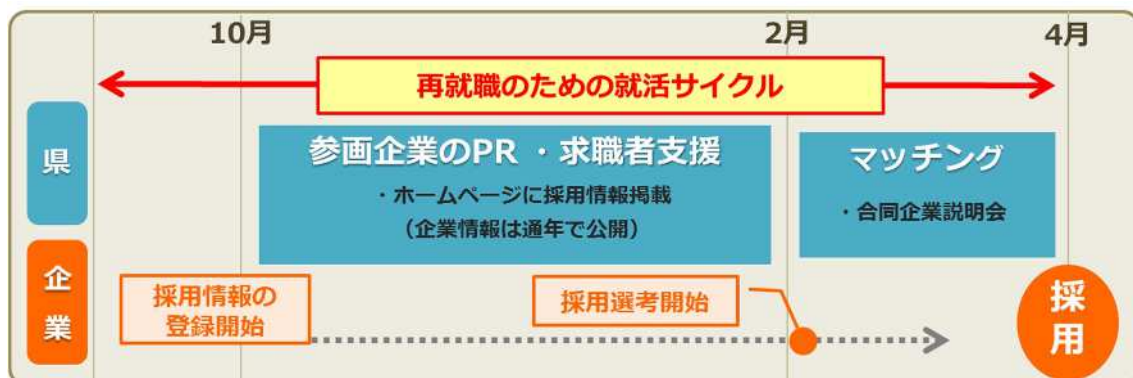 10月
2月
4月
再就職のための就活サイクル
県
参画企業のPR ・求職者支援
・ホームページに採用情報掲載
(企業情報は通年で公開)
マッチング
・合同企業説明会
企業
採用情報の
登録開始
採用選考開始
採用